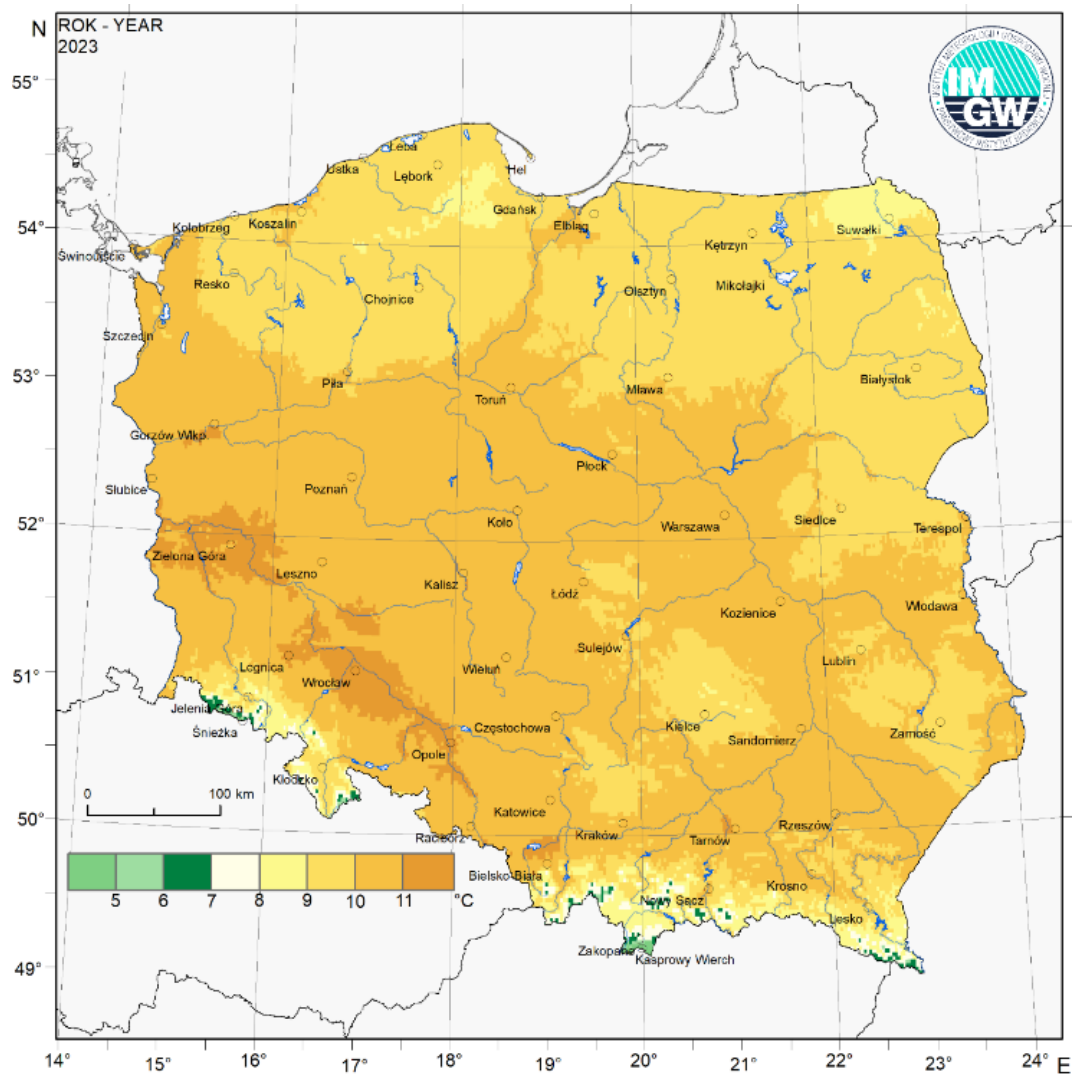 N
ROK - YEAR
2023
IMGW
55°
Łeba
Ustka
Hel
Lębork
Gdańsk
54°
Kołobrzeg
Koszalin
Elbląg
Suwałki
Kętrzyn
Świnoujście
Resko
Chojnice
Olsztyn
Mikołajki
Szczecin
53°
Piła
Toruń
Mława
Białystok
Gorzów Wlkp.
Płock
Słubice
Poznań
52°
Koło
Warszawa
Siedlce
Terespol
Zielona Góra
Leszno
Kalisz
Łódź
Kozienice
Włodawa
51°
Legnica
Wrocław
Wieluń
Sulejów
Lublin
Jelenia Góra
Śnieżka
Częstochowa
Kielce
Sandomierz
Zamość
Opole
Kłodzko
0 100 km
50°
Katowice
Kraków
Tarnów
Rzeszów
Racibórz
Bielsko-Biała
Krosno
5 6 7 8 9 10 11 °C
Nowy Sącz
Lesko
Zakopane
Kasprowy Wierch
49°
14° 15° 16° 17° 18° 19° 20° 21° 22° 23° 24° E